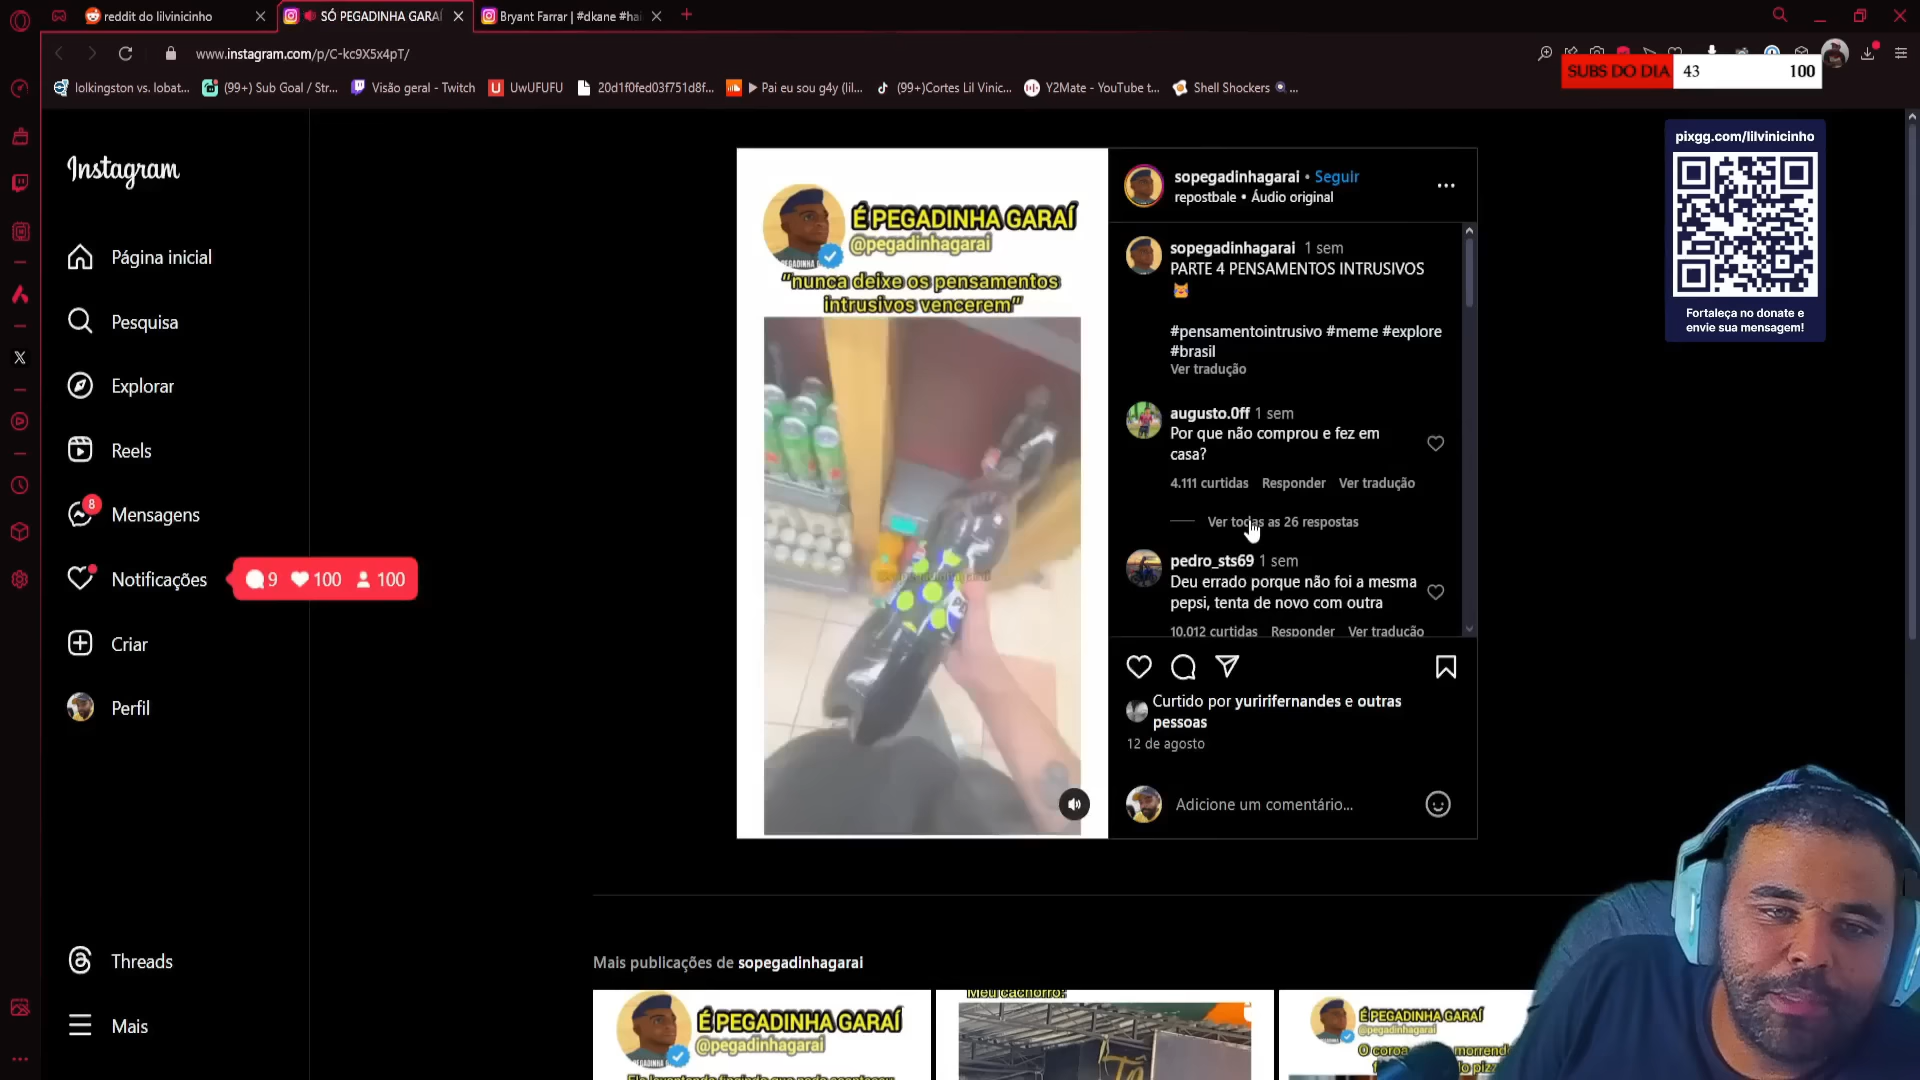 reddit do lilvinicinho
SÓ PEGADINHA GARAÍ
Bryant Farrar | #dkane #hai
www.instagram.com/p/C-kc9X5x4pT/
SUBS DO DIA 43 100
lolkingston vs. lobat...
(99+) Sub Goal / Str...
Visão geral - Twitch
UwUFUFU
20d1f0fed03f751d8f...
Pai eu sou g4y (lil...
(99+)Cortes Lil Vinic...
Y2Mate - YouTube t...
Shell Shockers
Instagram
Página inicial
Pesquisa
Explorar
Reels
8
Mensagens
Notificações
9 100 100
Criar
Perfil
Threads
Mais
É PEGADINHA GARAÍ
@pegadinhagarai
"nunca deixe os pensamentos
intrusivos vencerem"
sopegadinhagarai • Seguir
repostbale • Áudio original
sopegadinhagarai 1 sem
PARTE 4 PENSAMENTOS INTRUSIVOS
#pensamentointrusivo #meme #explore
#brasil
Ver tradução
augusto.0ff 1 sem
Por que não comprou e fez em
casa?
4.111 curtidas Responder Ver tradução
Ver todas as 26 respostas
pedro_sts69 1 sem
Deu errado porque não foi a mesma
pepsi, tenta de novo com outra
10.012 curtidas Responder Ver tradução
Curtido por yuririfernandes e outras
pessoas
12 de agosto
Adicione um comentário...
pixgg.com/lilvinicinho
Fortaleça no donate e
envie sua mensagem!
Mais publicações de sopegadinhagarai
É PEGADINHA GARAÍ
@pegadinhagarai
Meu cachorro:
É PEGADINHA GARAÍ
@pegadinhagarai
O coroa
morrend